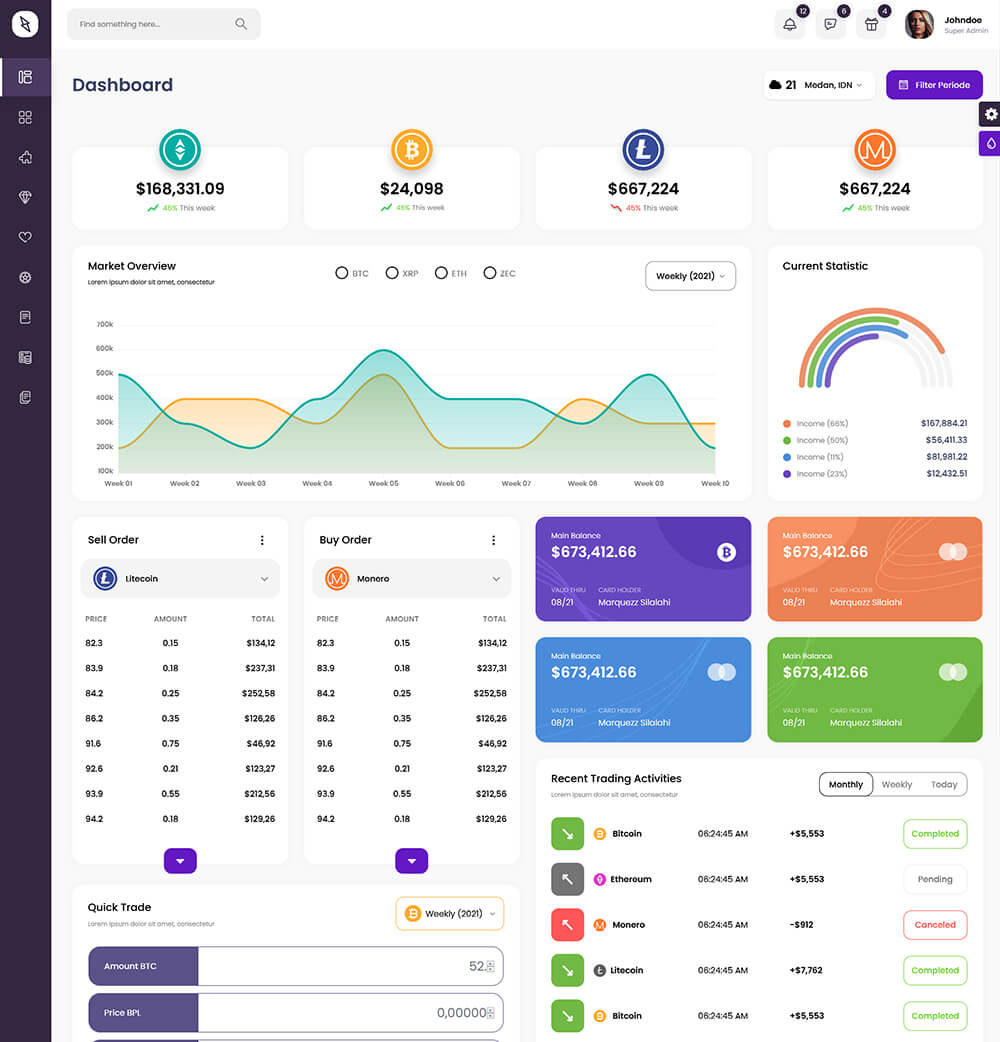 Find something here...
12
6
4
Johndoe
Super Admin
Dashboard
21 Medan, IDN
Filter Periode
$168,331.09
45% This week
$24,098
45% This week
$667,224
45% This week
$667,224
45% This week
Market Overview
Lorem ipsum dolor sit amet, consectetur
BTC XRP ETH ZEC
Weekly (2021)
700k
600k
500k
400k
300k
200k
100k
Week 01 Week 02 Week 03 Week 04 Week 05 Week 06 Week 07 Week 08 Week 09 Week 10
Current Statistic
Income (66%) $167,884.21
Income (50%) $56,411.33
Income (11%) $81,981.22
Income (23%) $12,432.51
Sell Order
Litecoin
PRICE AMOUNT TOTAL
82.3 0.15 $134,12
83.9 0.18 $237,31
84.2 0.25 $252,58
86.2 0.35 $126,26
91.6 0.75 $46,92
92.6 0.21 $123,27
93.9 0.55 $212,56
94.2 0.18 $129,26
Buy Order
Monero
PRICE AMOUNT TOTAL
82.3 0.15 $134,12
83.9 0.18 $237,31
84.2 0.25 $252,58
86.2 0.35 $126,26
91.6 0.75 $46,92
92.6 0.21 $123,27
93.9 0.55 $212,56
94.2 0.18 $129,26
Main Balance
$673,412.66
VALID THRU CARD HOLDER
08/21 Marquezz Silalahi
Main Balance
$673,412.66
VALID THRU CARD HOLDER
08/21 Marquezz Silalahi
Main Balance
$673,412.66
VALID THRU CARD HOLDER
08/21 Marquezz Silalahi
Main Balance
$673,412.66
VALID THRU CARD HOLDER
08/21 Marquezz Silalahi
Quick Trade
Lorem ipsum dolor sit amet, consectetur
Weekly (2021)
Amount BTC 52.
Price BPL 0,00000
Recent Trading Activities
Lorem ipsum dolor sit amet, consectetur
Monthly Weekly Today
Bitcoin 06:24:45 AM +$5,553 Completed
Ethereum 06:24:45 AM +$5,553 Pending
Monero 06:24:45 AM -$912 Canceled
Litecoin 06:24:45 AM +$7,762 Completed
Bitcoin 06:24:45 AM +$5,553 Completed